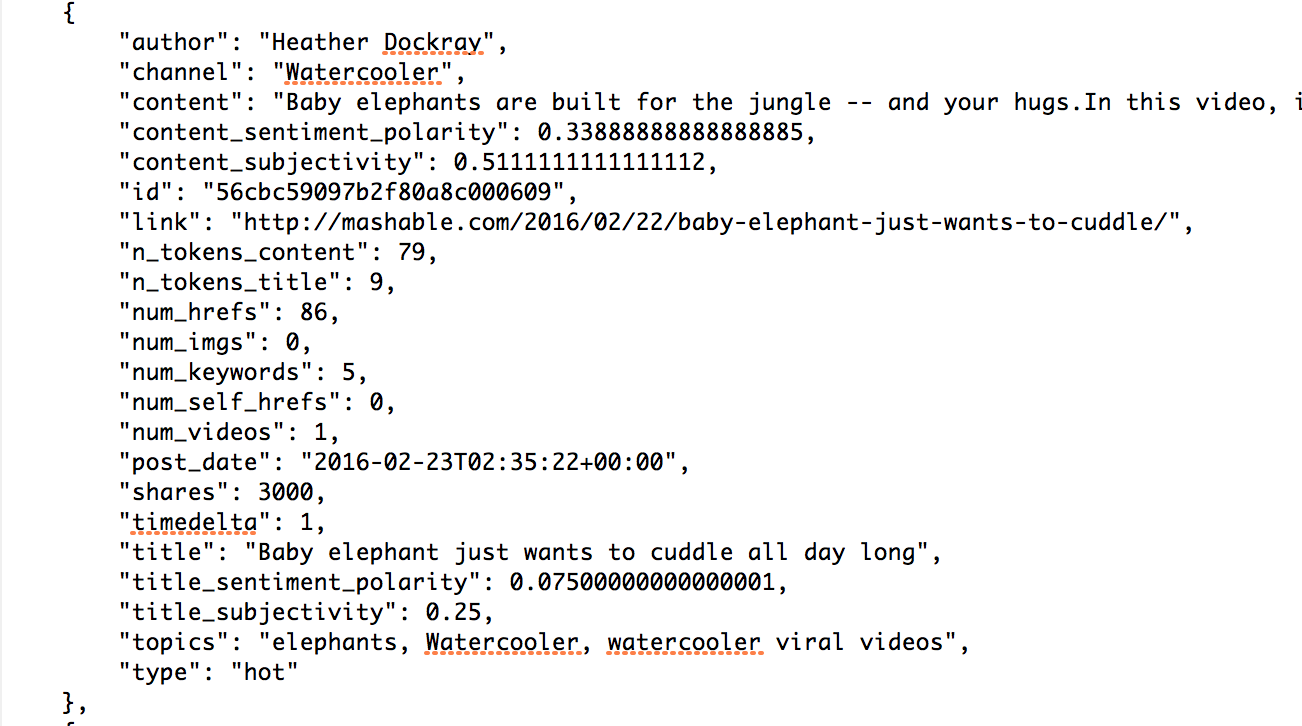 {
"author": "Heather Dockray",
"channel": "Watercooler",
"content": "Baby elephants are built for the jungle -- and your hugs.In this video, i
"content_sentiment_polarity": 0.33888888888888885,
"content_subjectivity": 0.5111111111111112,
"id": "56cbc59097b2f80a8c000609",
"link": "http://mashable.com/2016/02/22/baby-elephant-just-wants-to-cuddle/",
"n_tokens_content": 79,
"n_tokens_title": 9,
"num_hrefs": 86,
"num_imgs": 0,
"num_keywords": 5,
"num_self_hrefs": 0,
"num_videos": 1,
"post_date": "2016-02-23T02:35:22+00:00",
"shares": 3000,
"timedelta": 1,
"title": "Baby elephant just wants to cuddle all day long",
"title_sentiment_polarity": 0.07500000000000001,
"title_subjectivity": 0.25,
"topics": "elephants, Watercooler, watercooler viral videos",
"type": "hot"
},